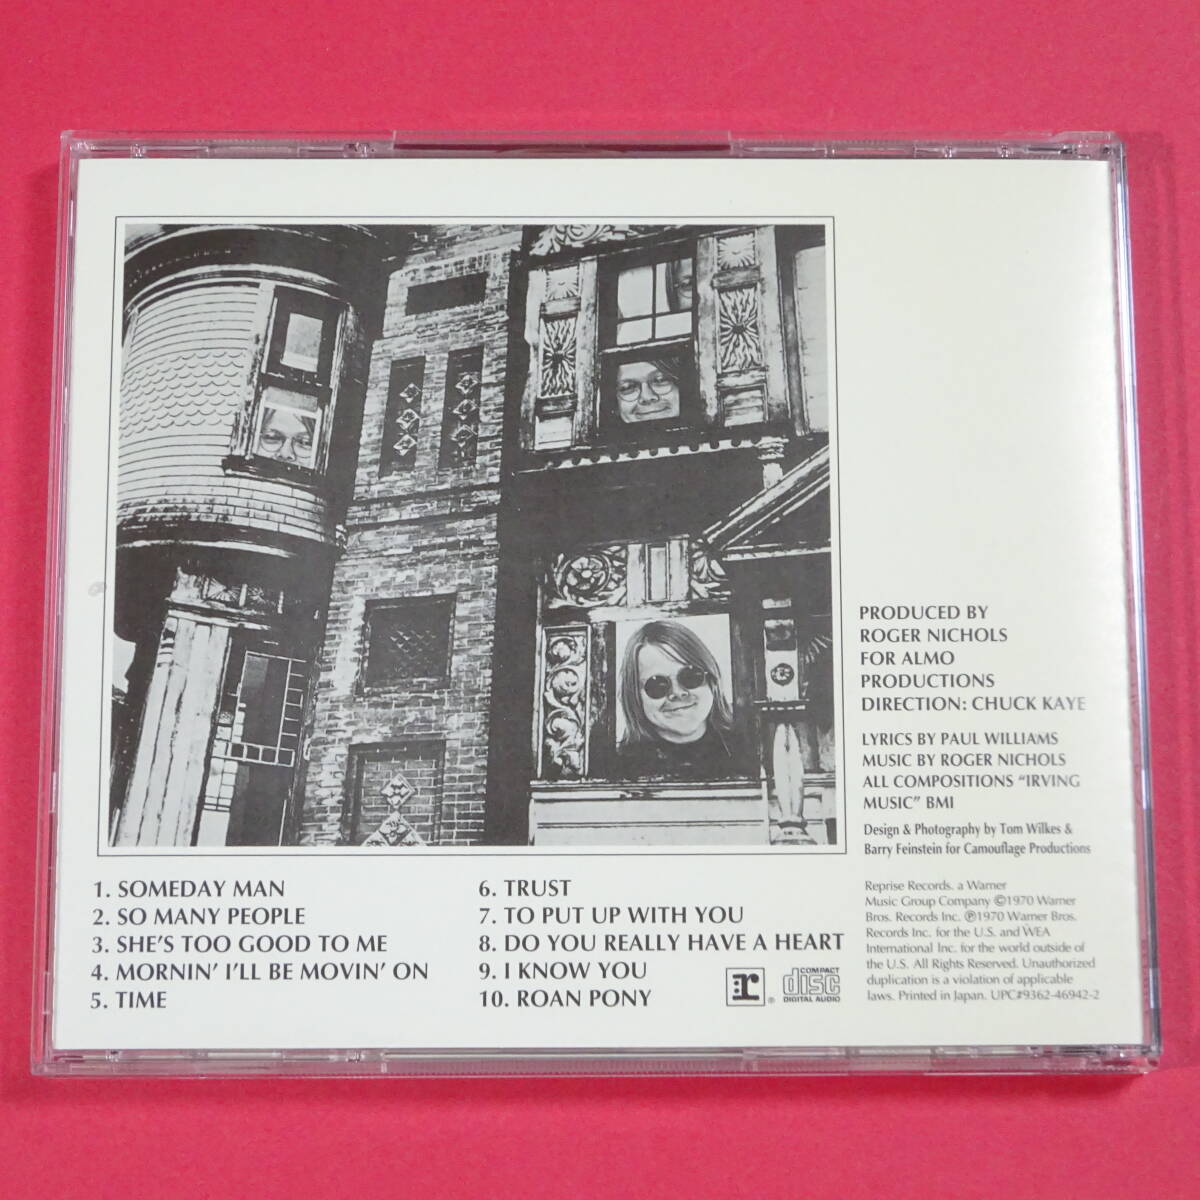 PRODUCED BY
ROGER NICHOLS
FOR ALMO
PRODUCTIONS
DIRECTION: CHUCK KAYE
LYRICS BY PAUL WILLIAMS
MUSIC BY ROGER NICHOLS
ALL COMPOSITIONS “IRVING
MUSIC” BMI
Design & Photography by Tom Wilkes &
Barry Feinstein for Camouflage Productions
1. SOMEDAY MAN
2. SO MANY PEOPLE
3. SHE’S TOO GOOD TO ME
4. MORNIN’ I’LL BE MOVIN’ ON
5. TIME
6. TRUST
7. TO PUT UP WITH YOU
8. DO YOU REALLY HAVE A HEART
9. I KNOW YOU
10. ROAN PONY
r ®
COMPACT
disc
DIGITAL AUDIO
Reprise Records. a Warner
Music Group Company ©1970 Warner
Bros. Records Inc. ℗1970 Warner Bros.
Records Inc. for the U.S. and WEA
International Inc. for the world outside of
the U.S. All Rights Reserved. Unauthorized
duplication is a violation of applicable
laws. Printed in Japan. UPC#9362-46942-2